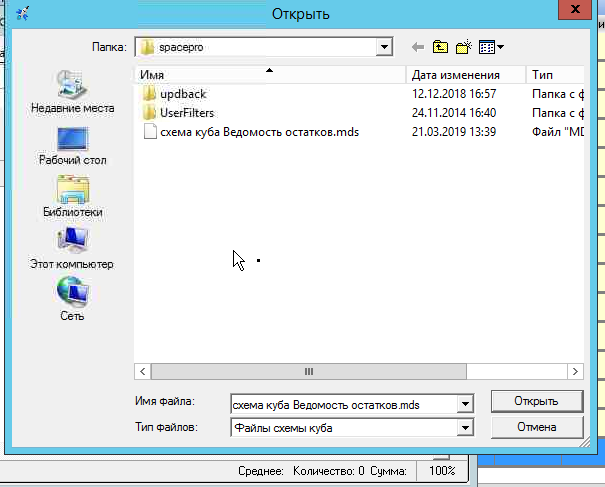 Открыть
Папка: spacepro
Имя Дата изменения Тип
updback 12.12.2018 16:57 Папка с ф
UserFilters 24.11.2014 16:40 Папка с ф
схема куба Ведомость остатков.mds 21.03.2019 13:39 Файл "MD
Недавние места
Рабочий стол
Библиотеки
Этот компьютер
Сеть
Имя файла: схема куба Ведомость остатков.mds Открыть
Тип файлов: Файлы схемы куба Отмена
Среднее: Количество: 0 Сумма: 100%